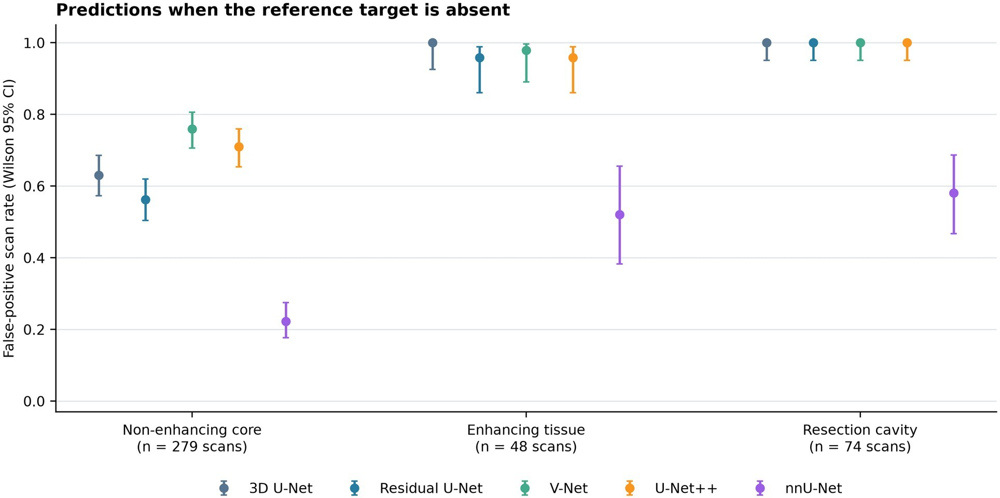 Predictions when the reference target is absent
False-positive scan rate (Wilson 95% CI)
1.0
0.8
0.6
0.4
0.2
0.0
Non-enhancing core
(n = 279 scans)
Enhancing tissue
(n = 48 scans)
Resection cavity
(n = 74 scans)
3D U-Net
Residual U-Net
V-Net
U-Net++
nnU-Net